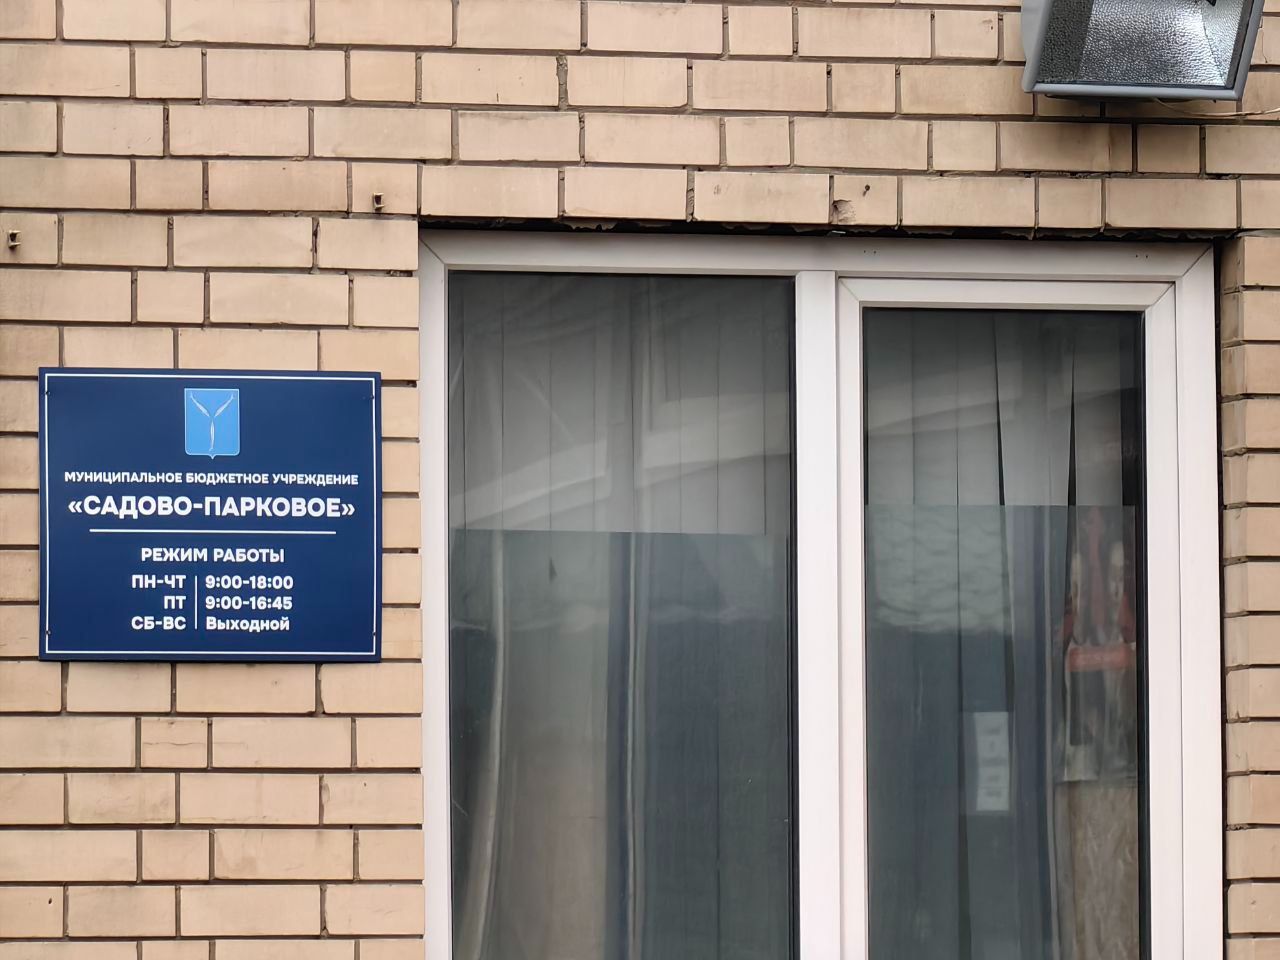 МУНИЦИПАЛЬНОЕ БЮДЖЕТНОЕ УЧРЕЖДЕНИЕ
«САДОВО-ПАРКОВОЕ»
РЕЖИМ РАБОТЫ
ПН-ЧТ 9:00-18:00
ПТ 9:00-16:45
СБ-ВС Выходной